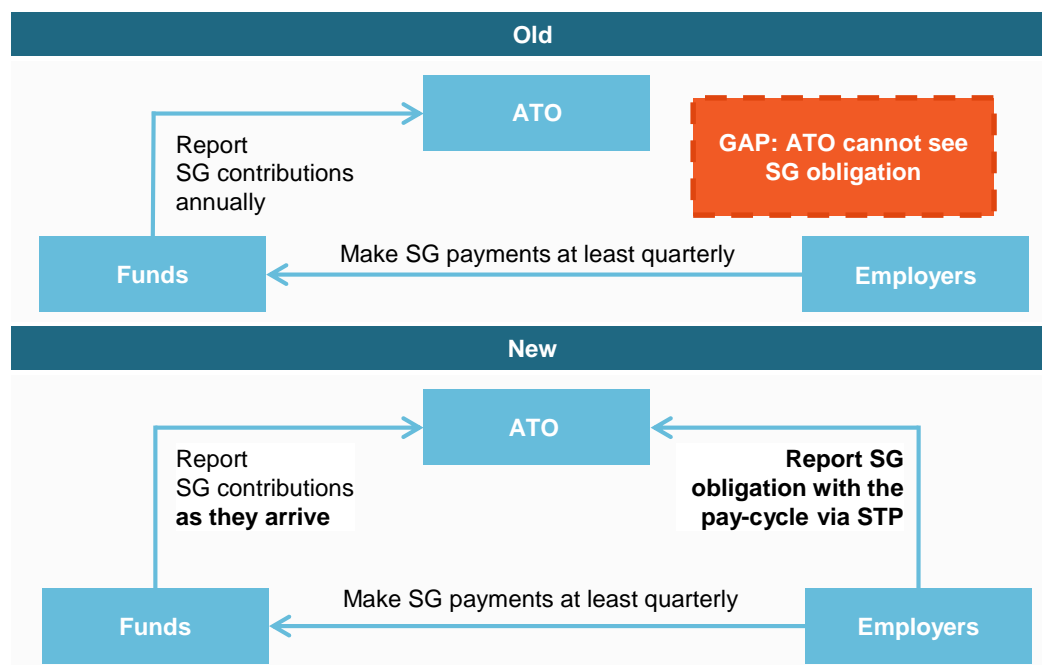 Old
ATO
GAP: ATO cannot see
SG obligation
Report
SG contributions
annually
Make SG payments at least quarterly
Funds
Employers
New
ATO
Report
SG contributions
as they arrive
Report SG
obligation with the
pay-cycle via STP
Make SG payments at least quarterly
Funds
Employers